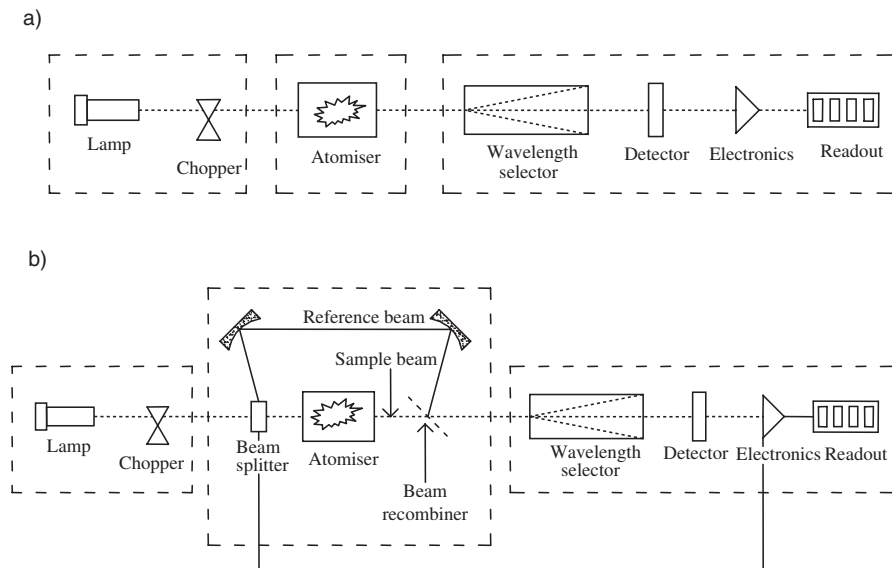 a)
Lamp
Chopper
Atomiser
Wavelength
selector
Detector
Electronics
Readout
b)
Reference beam
Sample beam
Lamp
Chopper
Beam
splitter
Atomiser
Beam
recombiner
Wavelength
selector
Detector
Electronics
Readout